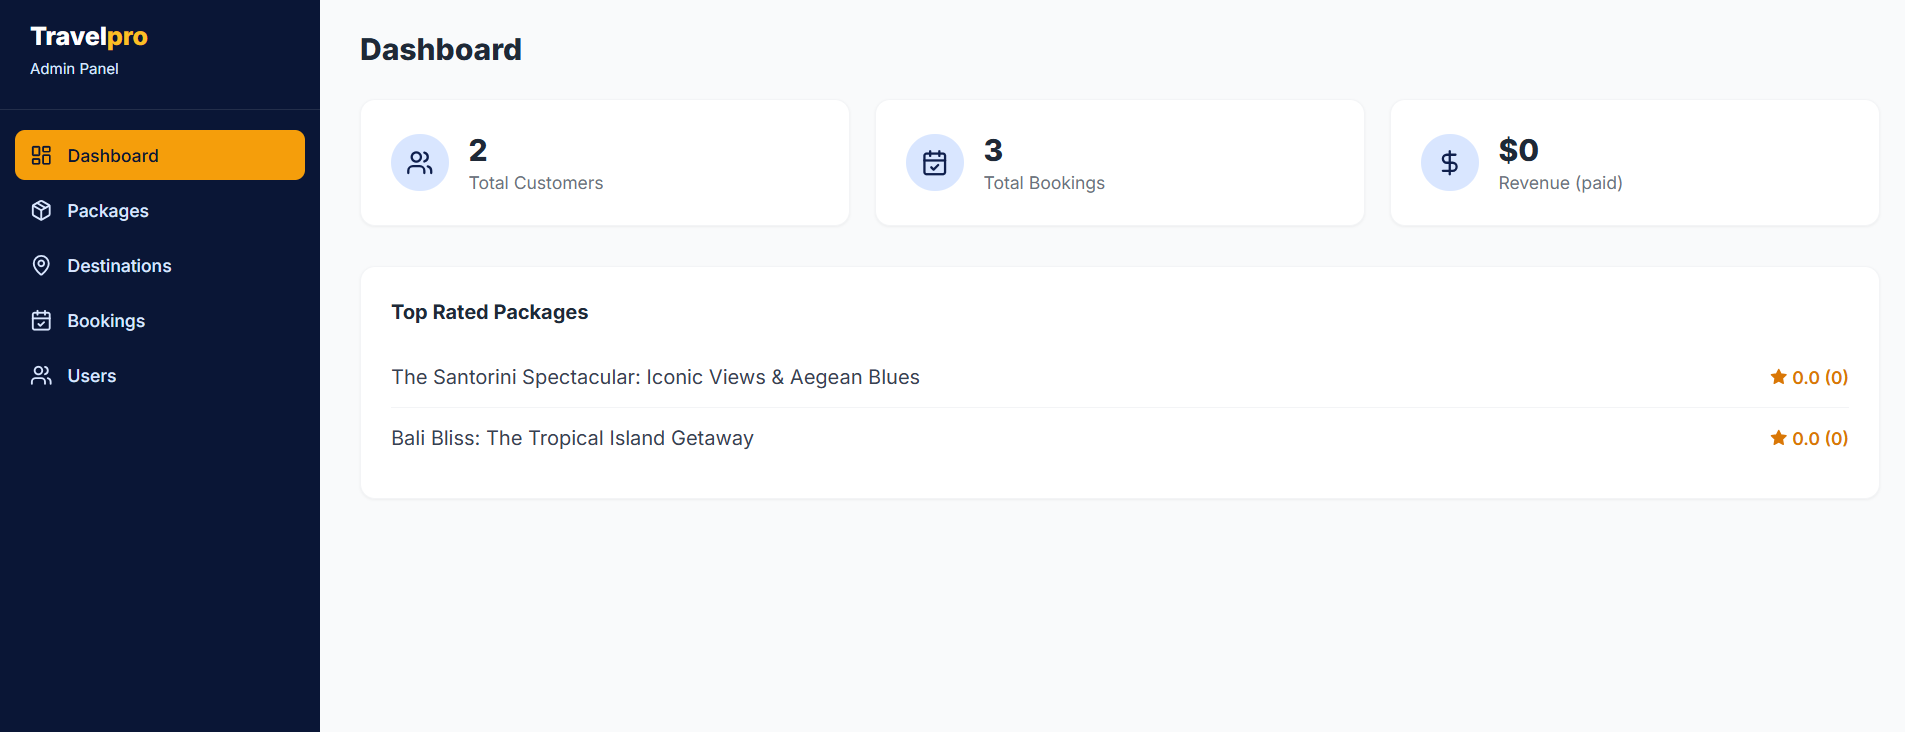 Travelpro
Admin Panel
Dashboard
Packages
Destinations
Bookings
Users
Dashboard
2
Total Customers
3
Total Bookings
$0
Revenue (paid)
Top Rated Packages
The Santorini Spectacular: Iconic Views & Aegean Blues
0.0 (0)
Bali Bliss: The Tropical Island Getaway
0.0 (0)